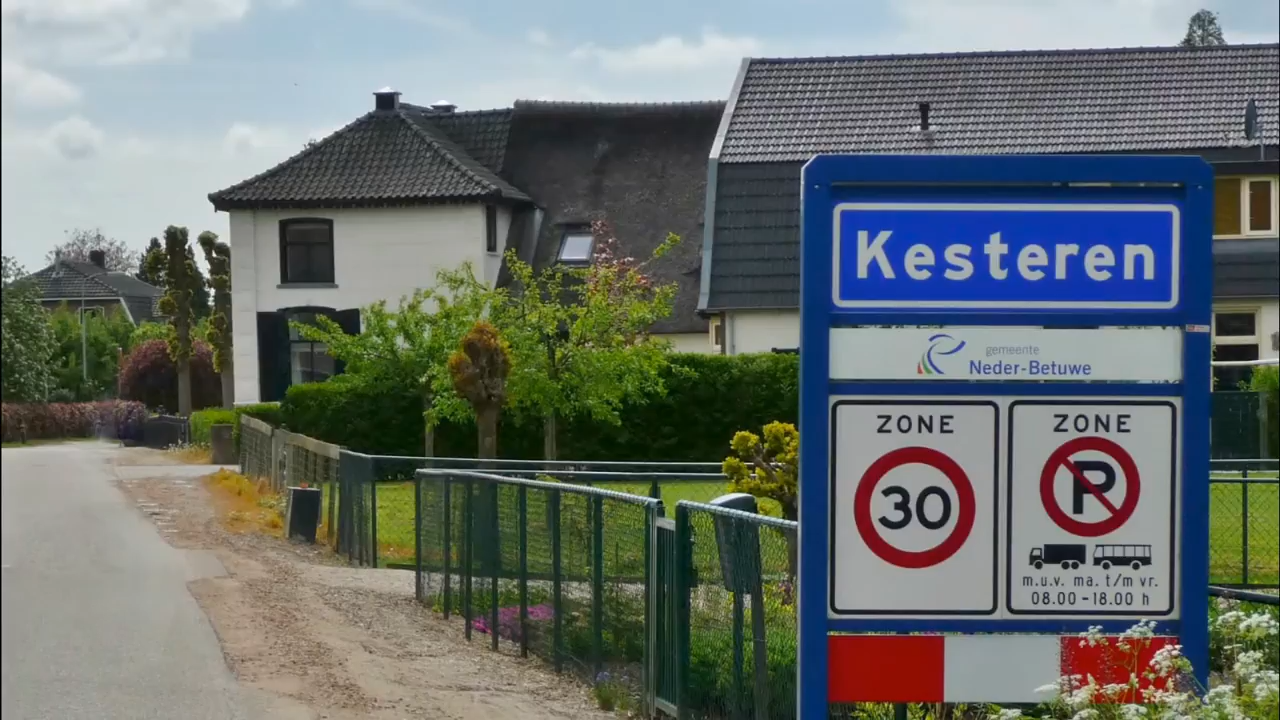 Kesteren
gemeente
Neder-Betuwe
ZONE
30
ZONE
P
m.u.v. ma. t/m vr.
08.00-18.00 h